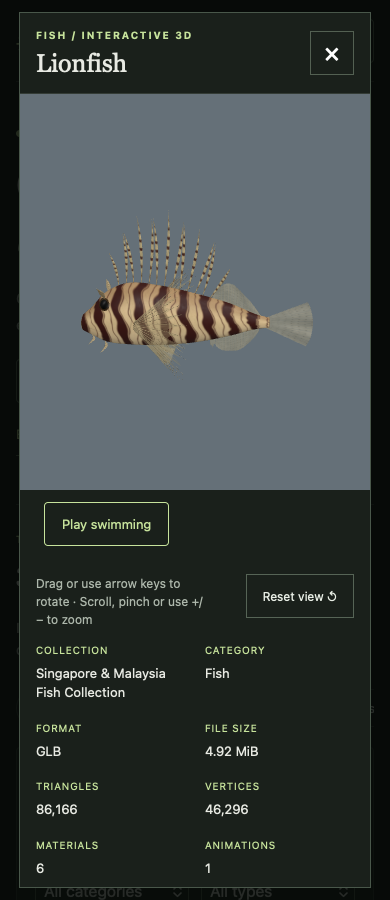 FISH / INTERACTIVE 3D
Lionfish
×
Play swimming
Drag or use arrow keys to
rotate · Scroll, pinch or use +/
− to zoom
Reset view ↺
COLLECTION
Singapore & Malaysia
Fish Collection
CATEGORY
Fish
FORMAT
GLB
FILE SIZE
4.92 MiB
TRIANGLES
86,166
VERTICES
46,296
MATERIALS
6
ANIMATIONS
1
All categories
All types